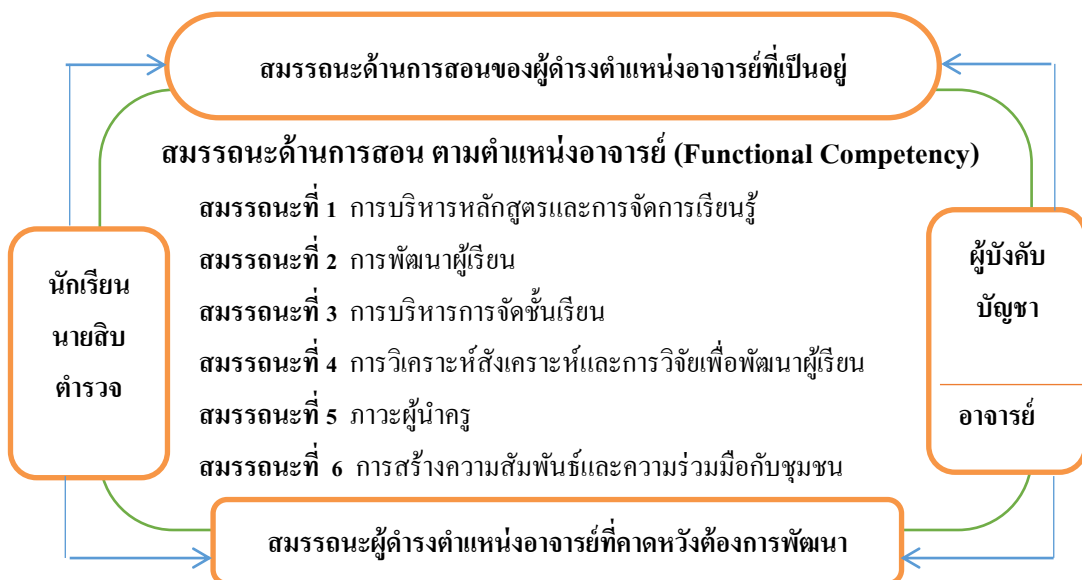 สมรรถนะด้านการสอนของผู้ดำรงตำแหน่งอาจารย์ที่เป็นอยู่
สมรรถนะด้านการสอน ตามตำแหน่งอาจารย์ (Functional Competency)
สมรรถนะที่ 1 การบริหารหลักสูตรและการจัดการเรียนรู้
สมรรถนะที่ 2 การพัฒนาผู้เรียน
สมรรถนะที่ 3 การบริหารการจัดชั้นเรียน
สมรรถนะที่ 4 การวิเคราะห์สังเคราะห์และการวิจัยเพื่อพัฒนาผู้เรียน
สมรรถนะที่ 5 ภาวะผู้นำครู
สมรรถนะที่ 6 การสร้างความสัมพันธ์และความร่วมมือกับชุมชน
นักเรียน
นายสิบ
ตำรวจ
ผู้บังคับ
บัญชา
อาจารย์
สมรรถนะผู้ดำรงตำแหน่งอาจารย์ที่คาดหวังต้องการพัฒนา